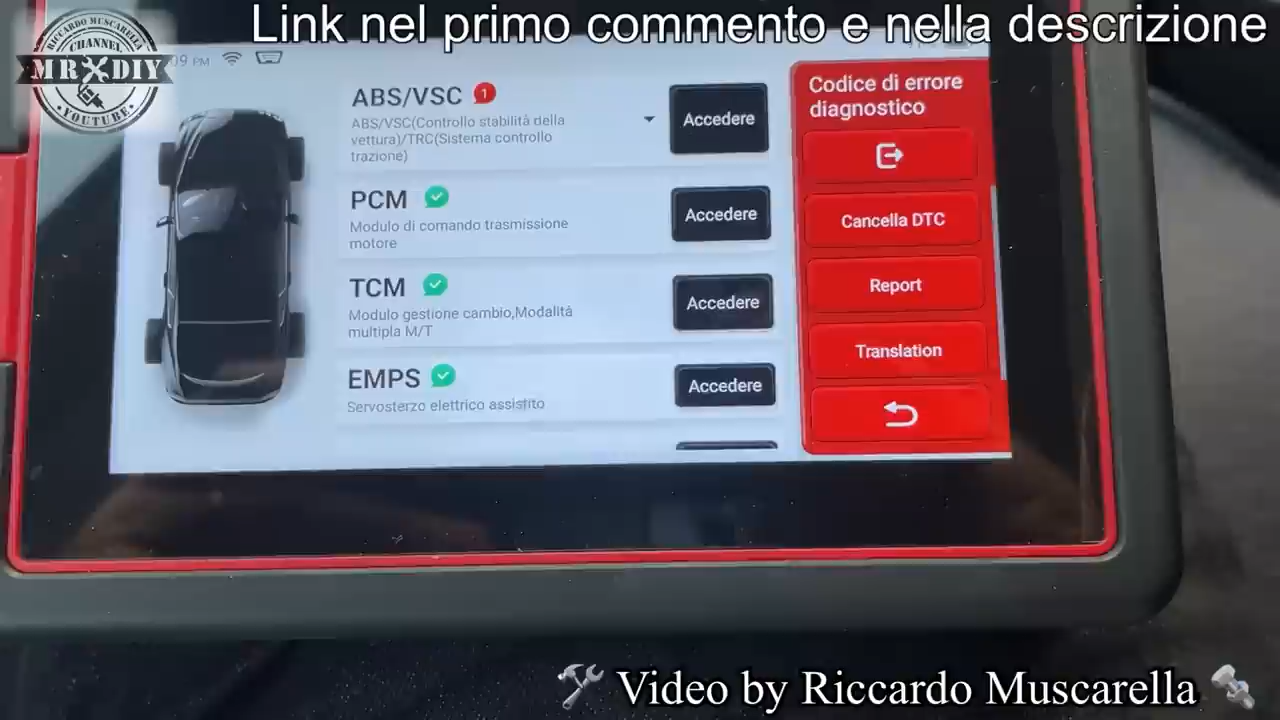 Link nel primo commento e nella descrizione
RICCARDO MUSCARELLA
CHANNEL
MR DIY
YOUTUBE
09 PM
ABS/VSC 1
ABS/VSC(Controllo stabilità della
vettura)/TRC(Sistema controllo
trazione)
Accedere
PCM
Modulo di comando trasmissione
motore
Accedere
TCM
Modulo gestione cambio,Modalità
multipla M/T
Accedere
EMPS
Servosterzo elettrico assistito
Accedere
Codice di errore
diagnostico
Cancella DTC
Report
Translation
Video by Riccardo Muscarella